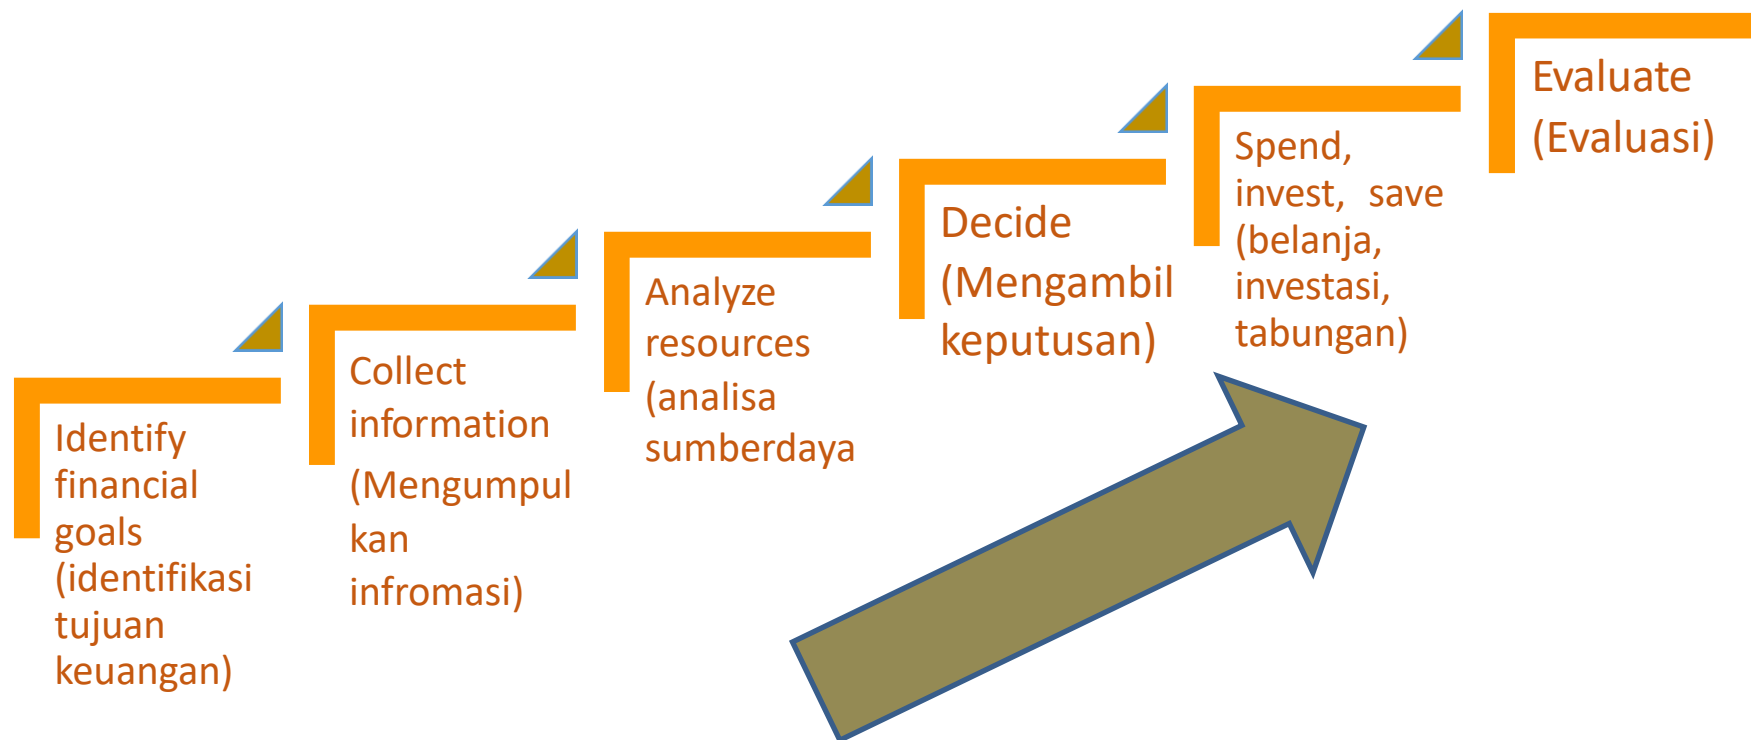 Identify
financial
goals
(identifikasi
tujuan
keuangan)
Collect
information
(Mengumpul
kan
infromasi)
Analyze
resources
(analisa
sumberdaya
Decide
(Mengambil
keputusan)
Spend,
invest, save
(belanja,
investasi,
tabungan)
Evaluate
(Evaluasi)